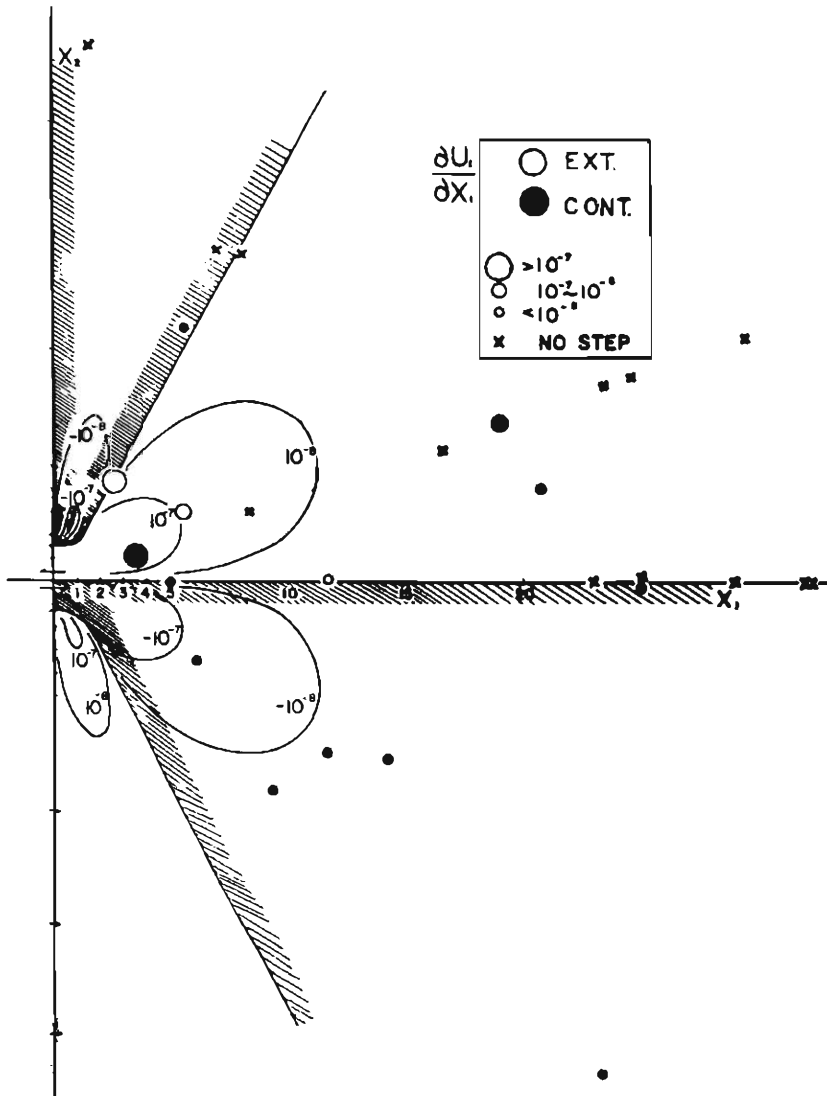 X₂
∂U₁
∂X₁
EXT.
CONT.
>10⁻⁷
10⁻⁷~10⁻⁸
<10⁻⁸
x NO STEP
-10⁻⁸
10⁻⁸
-10⁻⁷
10⁻⁷
1 2 3 4 5 10 15 20
X₁
10⁻⁷
-10⁻⁷
10⁻⁸
-10⁻⁸